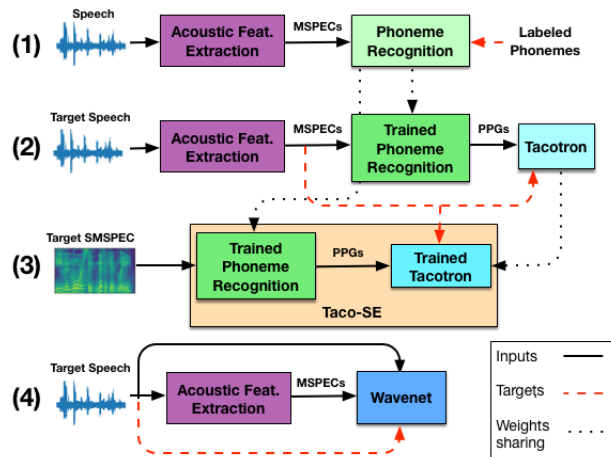 Speech
(1)
Acoustic Feat.
Extraction
MSPECs
Phoneme
Recognition
Labeled
Phonemes
Target Speech
(2)
Acoustic Feat.
Extraction
MSPECs
Trained
Phoneme
Recognition
PPGs
Tacotron
Target SMSPEC
(3)
Trained
Phoneme
Recognition
PPGs
Trained
Tacotron
Taco-SE
Target Speech
(4)
Acoustic Feat.
Extraction
MSPECs
Wavenet
Inputs
Targets
Weights
sharing